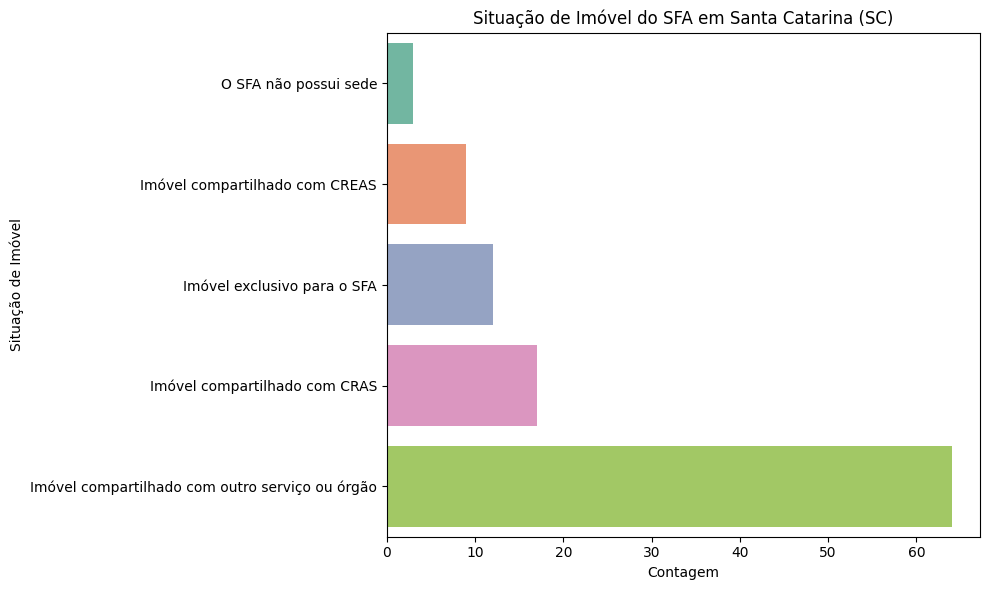 Situação de Imóvel do SFA em Santa Catarina (SC)
Situação de Imóvel
O SFA não possui sede
Imóvel compartilhado com CREAS
Imóvel exclusivo para o SFA
Imóvel compartilhado com CRAS
Imóvel compartilhado com outro serviço ou órgão
0 10 20 30 40 50 60
Contagem